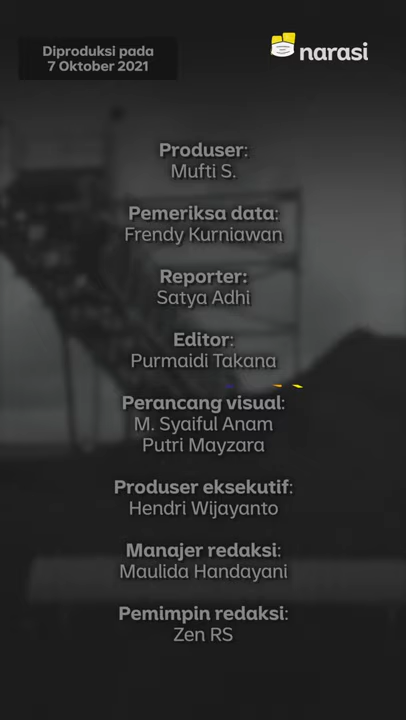 Diproduksi pada
7 Oktober 2021
narasi
Produser:
Mufti S.
Pemeriksa data:
Frendy Kurniawan
Reporter:
Satya Adhi
Editor:
Purmaidi Takana
Perancang visual:
M. Syaiful Anam
Putri Mayzara
Produser eksekutif:
Hendri Wijayanto
Manajer redaksi:
Maulida Handayani
Pemimpin redaksi:
Zen RS